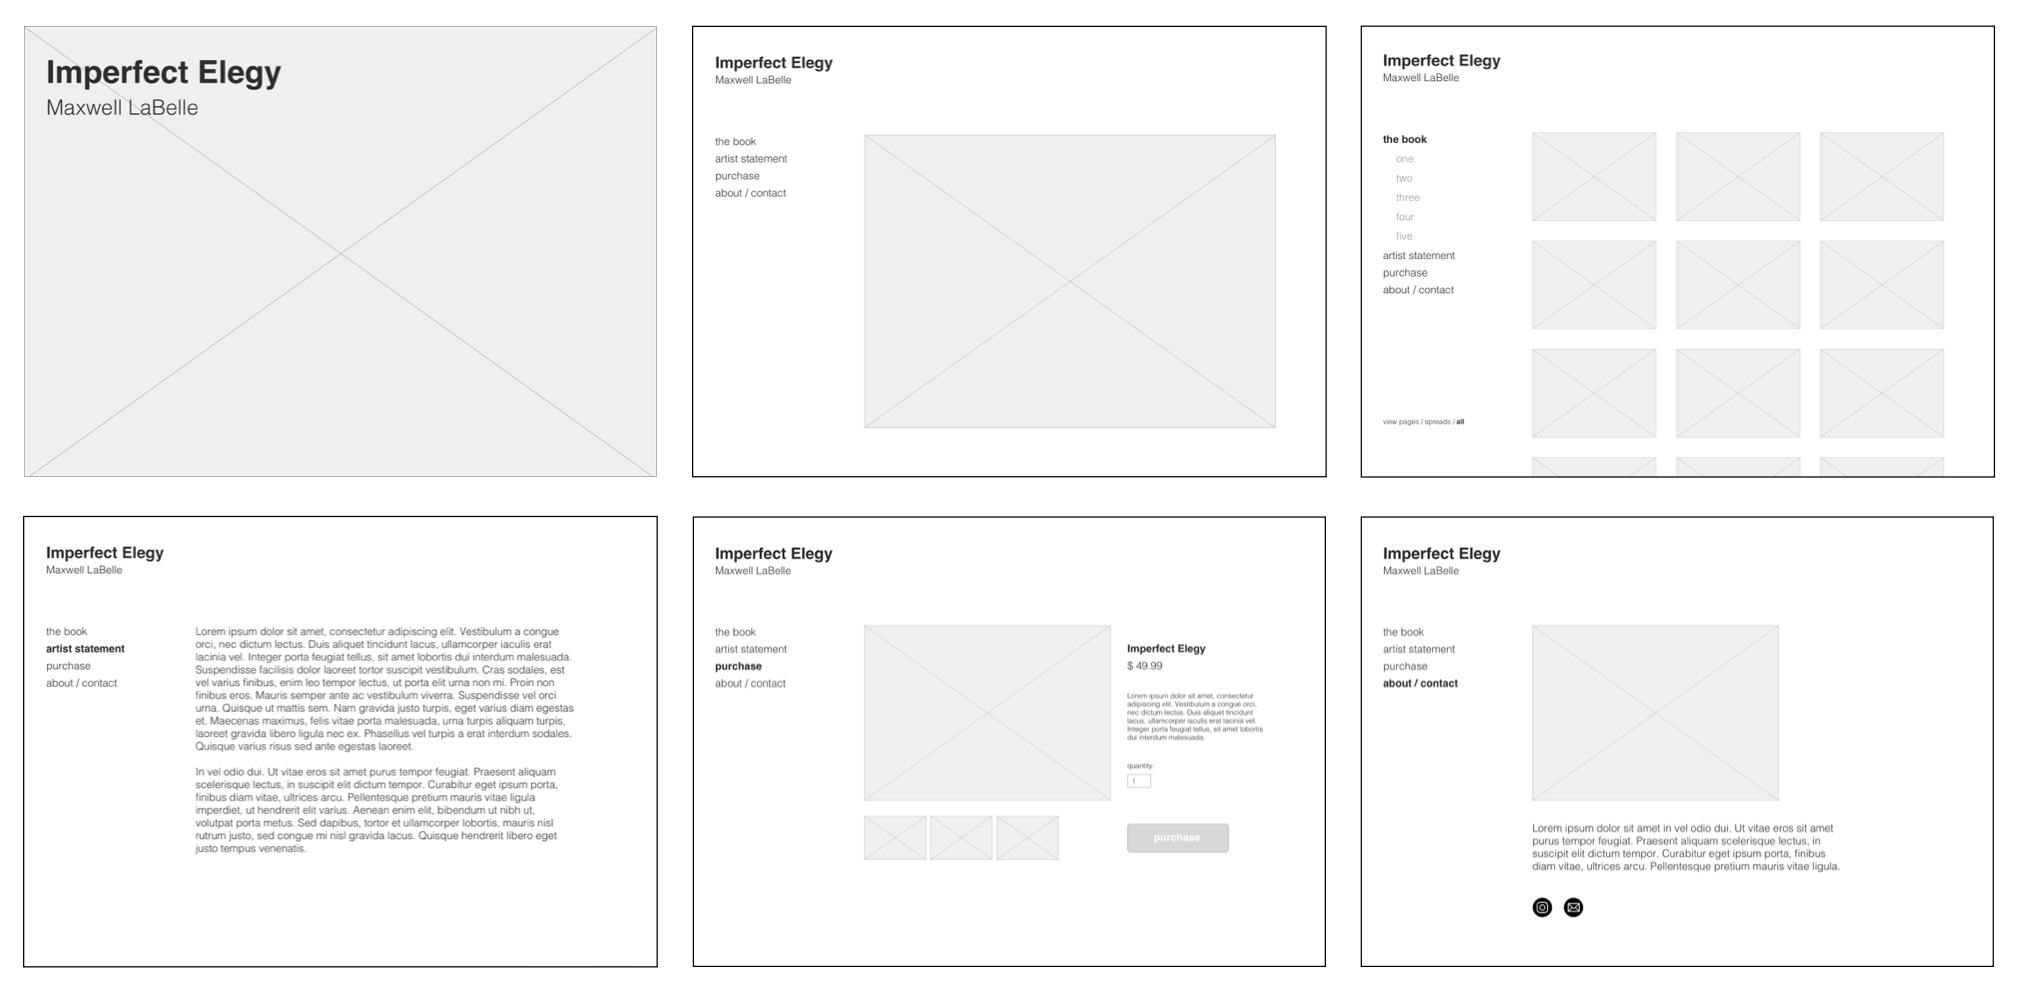 Imperfect Elegy
Maxwell LaBelle
Imperfect Elegy
Maxwell LaBelle
the book
artist statement
purchase
about / contact
Imperfect Elegy
Maxwell LaBelle
the book
one
two
three
four
five
artist statement
purchase
about / contact
view pages / spreads / all
Imperfect Elegy
Maxwell LaBelle
the book
artist statement
purchase
about / contact
Lorem ipsum dolor sit amet, consectetur adipiscing elit. Vestibulum a congue
orci, nec dictum lectus. Duis aliquet tincidunt lacus, ullamcorper iaculis erat
lacinia vel. Integer porta feugiat tellus, sit amet lobortis dui interdum malesuada.
Suspendisse facilisis dolor laoreet tortor suscipit vestibulum. Cras sodales, est
vel varius finibus, enim leo tempor lectus, ut porta elit urna non mi. Proin non
finibus eros. Mauris semper ante ac vestibulum viverra. Suspendisse vel orci
urna. Quisque ut mattis sem. Nam gravida justo turpis, eget varius diam egestas
et. Maecenas maximus, felis vitae porta malesuada, urna turpis aliquam turpis,
laoreet gravida libero ligula nec ex. Phasellus vel turpis a erat interdum sodales.
Quisque varius risus sed ante egestas laoreet.
In vel odio dui. Ut vitae eros sit amet purus tempor feugiat. Praesent aliquam
scelerisque lectus, in suscipit elit dictum tempor. Curabitur eget ipsum porta,
finibus diam vitae, ultrices arcu. Pellentesque pretium mauris vitae ligula
imperdiet, ut hendrerit elit varius. Aenean enim elit, bibendum ut nibh ut,
volutpat porta metus. Sed dapibus, tortor et ullamcorper lobortis, mauris nisl
rutrum justo, sed congue mi nisl gravida lacus. Quisque hendrerit libero eget
justo tempus venenatis.
Imperfect Elegy
Maxwell LaBelle
the book
artist statement
purchase
about / contact
Imperfect Elegy
$ 49.99
Lorem ipsum dolor sit amet, consectetur
adipiscing elit. Vestibulum a congue orci,
nec dictum lectus. Duis aliquet tincidunt
lacus, ullamcorper iaculis erat lacinia vel.
Integer porta feugiat tellus, sit amet lobortis
dui interdum malesuada.
quantity:
1
purchase
Imperfect Elegy
Maxwell LaBelle
the book
artist statement
purchase
about / contact
Lorem ipsum dolor sit amet in vel odio dui. Ut vitae eros sit amet
purus tempor feugiat. Praesent aliquam scelerisque lectus, in
suscipit elit dictum tempor. Curabitur eget ipsum porta, finibus
diam vitae, ultrices arcu. Pellentesque pretium mauris vitae ligula.